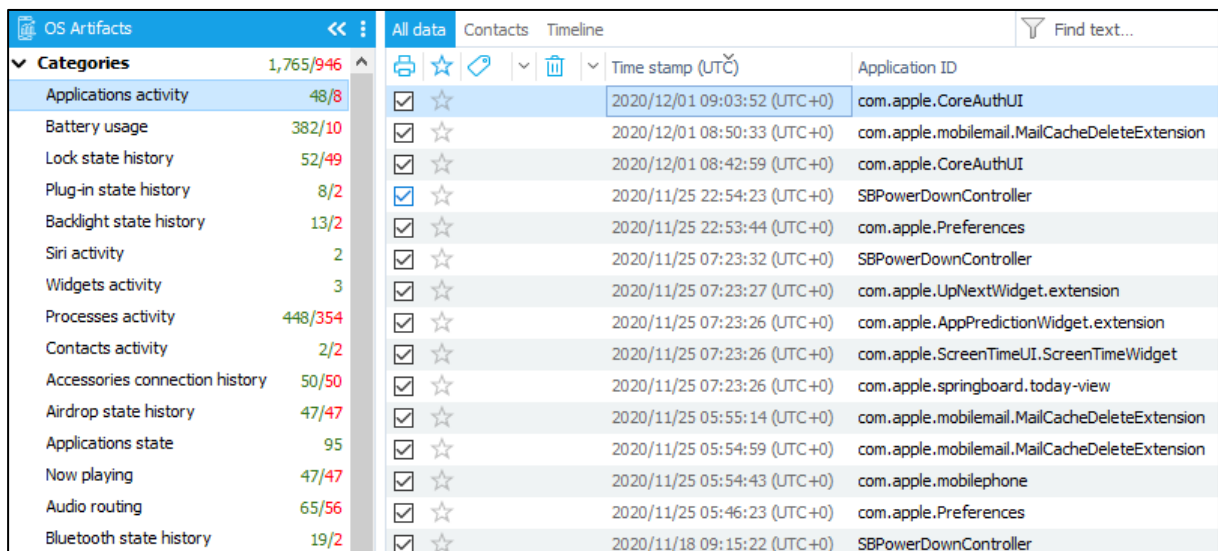 OS Artifacts
Categories 1,765/946
Applications activity 48/8
Battery usage 382/10
Lock state history 52/49
Plug-in state history 8/2
Backlight state history 13/2
Siri activity 2
Widgets activity 3
Processes activity 448/354
Contacts activity 2/2
Accessories connection history 50/50
Airdrop state history 47/47
Applications state 95
Now playing 47/47
Audio routing 65/56
Bluetooth state history 19/2
All data Contacts Timeline Find text...
Time stamp (UTC) Application ID
2020/12/01 09:03:52 (UTC+0) com.apple.CoreAuthUI
2020/12/01 08:50:33 (UTC+0) com.apple.mobilemail.MailCacheDeleteExtension
2020/12/01 08:42:59 (UTC+0) com.apple.CoreAuthUI
2020/11/25 22:54:23 (UTC+0) SBPowerDownController
2020/11/25 22:53:44 (UTC+0) com.apple.Preferences
2020/11/25 07:23:32 (UTC+0) SBPowerDownController
2020/11/25 07:23:27 (UTC+0) com.apple.UpNextWidget.extension
2020/11/25 07:23:26 (UTC+0) com.apple.AppPredictionWidget.extension
2020/11/25 07:23:26 (UTC+0) com.apple.ScreenTimeUI.ScreenTimeWidget
2020/11/25 07:23:26 (UTC+0) com.apple.springboard.today-view
2020/11/25 05:55:14 (UTC+0) com.apple.mobilemail.MailCacheDeleteExtension
2020/11/25 05:54:59 (UTC+0) com.apple.mobilemail.MailCacheDeleteExtension
2020/11/25 05:54:43 (UTC+0) com.apple.mobilephone
2020/11/25 05:46:23 (UTC+0) com.apple.Preferences
2020/11/18 09:15:22 (UTC+0) SBPowerDownController